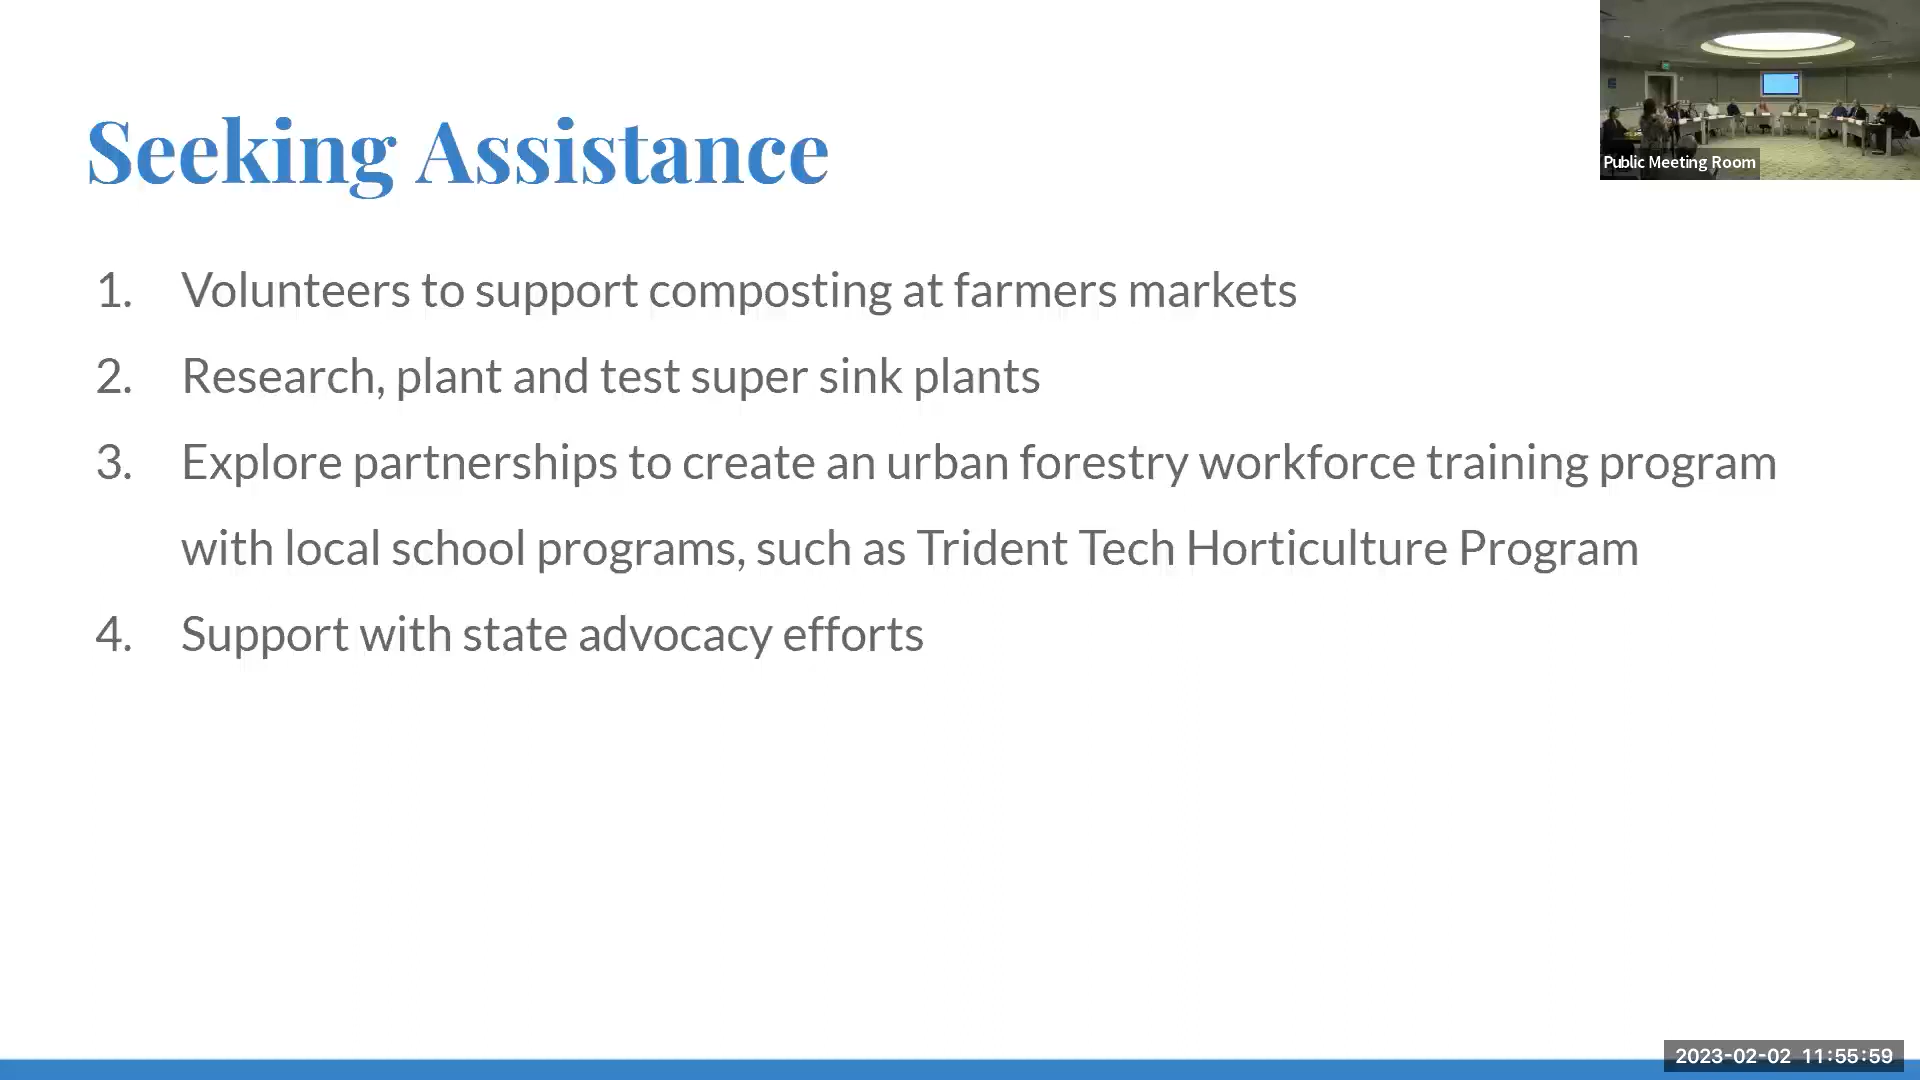 Public Meeting Room
Seeking Assistance
1. Volunteers to support composting at farmers markets
2. Research, plant and test super sink plants
3. Explore partnerships to create an urban forestry workforce training program
with local school programs, such as Trident Tech Horticulture Program
4. Support with state advocacy efforts
2023-02-02 11:55:59